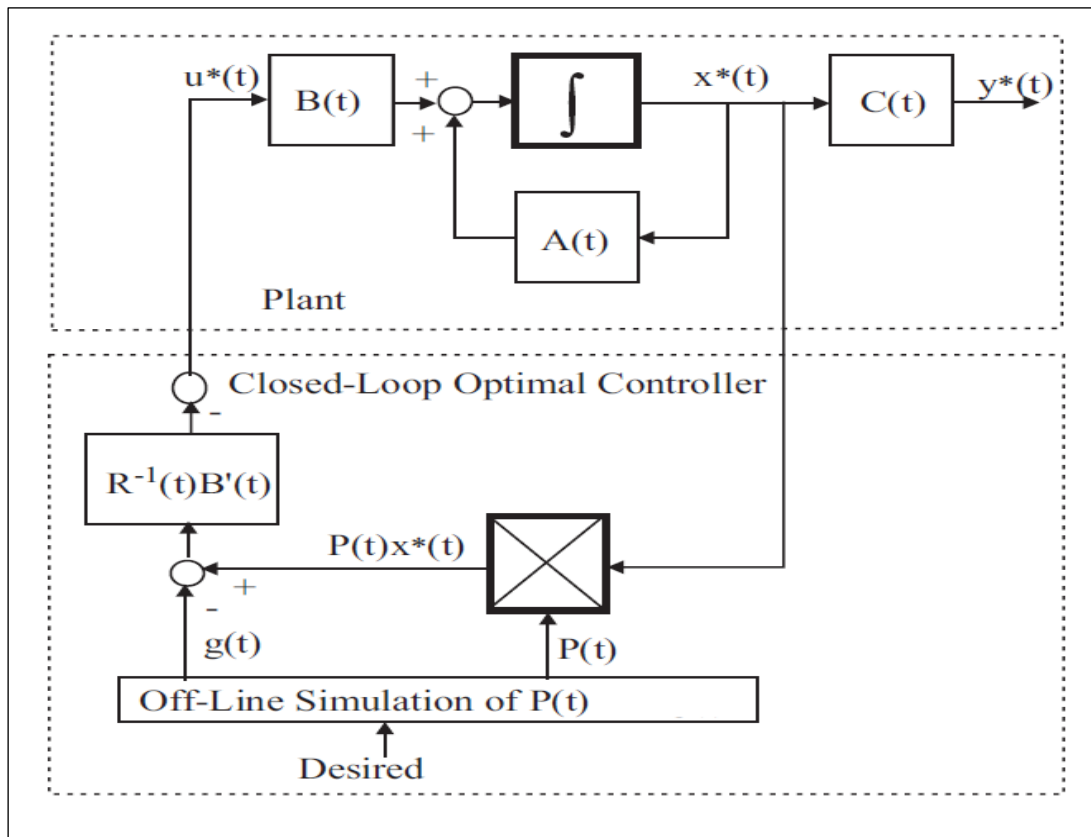 u*(t)
B(t)
+
+
∫
x*(t)
C(t)
y*(t)
A(t)
Plant
Closed-Loop Optimal Controller
-
R⁻¹(t)B'(t)
P(t)x*(t)
+
-
g(t)
P(t)
Off-Line Simulation of P(t)
Desired